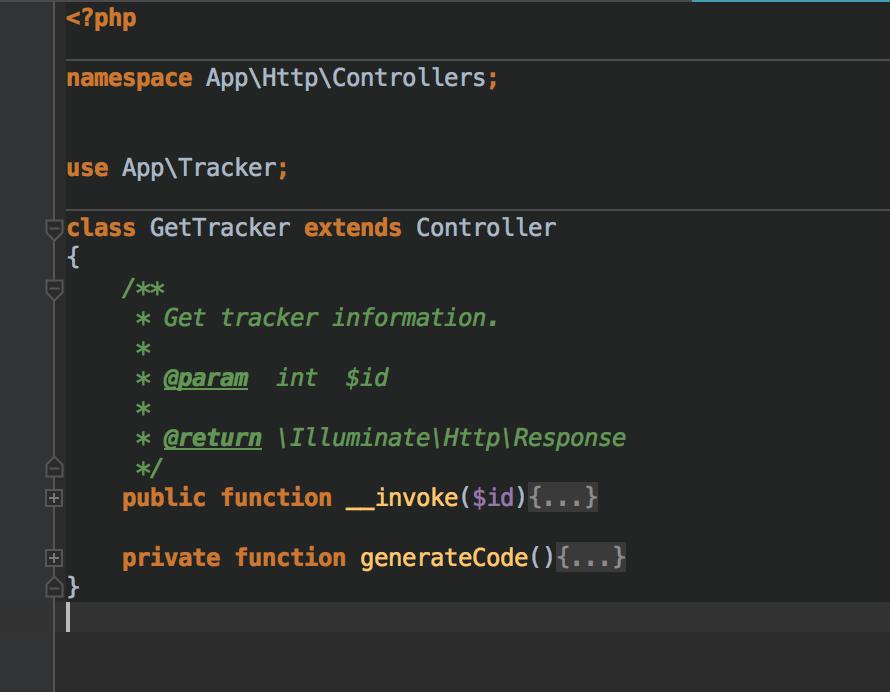 <?php
namespace App\Http\Controllers;
use App\Tracker;
class GetTracker extends Controller
{
    /**
     * Get tracker information.
     *
     * @param  int  $id
     *
     * @return \Illuminate\Http\Response
     */
    public function __invoke($id){...}
    private function generateCode(){...}
}